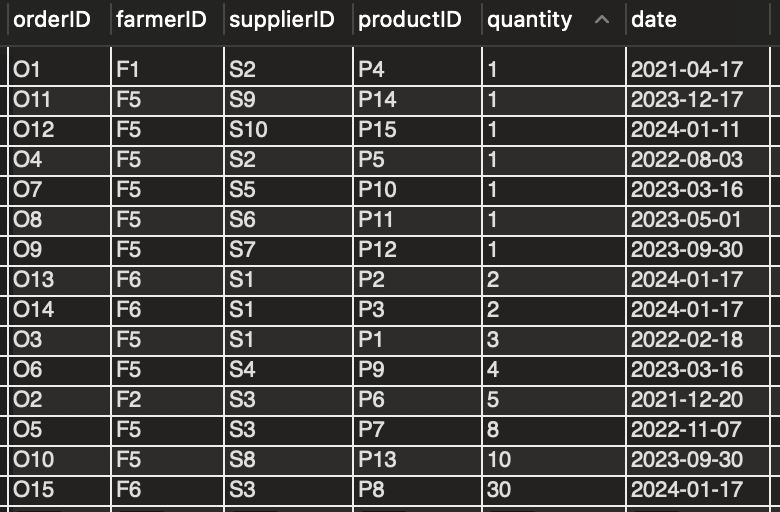 orderID farmerID supplierID productID quantity date
O1 F1 S2 P4 1 2021-04-17
O11 F5 S9 P14 1 2023-12-17
O12 F5 S10 P15 1 2024-01-11
O4 F5 S2 P5 1 2022-08-03
O7 F5 S5 P10 1 2023-03-16
O8 F5 S6 P11 1 2023-05-01
O9 F5 S7 P12 1 2023-09-30
O13 F6 S1 P2 2 2024-01-17
O14 F6 S1 P3 2 2024-01-17
O3 F5 S1 P1 3 2022-02-18
O6 F5 S4 P9 4 2023-03-16
O2 F2 S3 P6 5 2021-12-20
O5 F5 S3 P7 8 2022-11-07
O10 F5 S8 P13 10 2023-09-30
O15 F6 S3 P8 30 2024-01-17